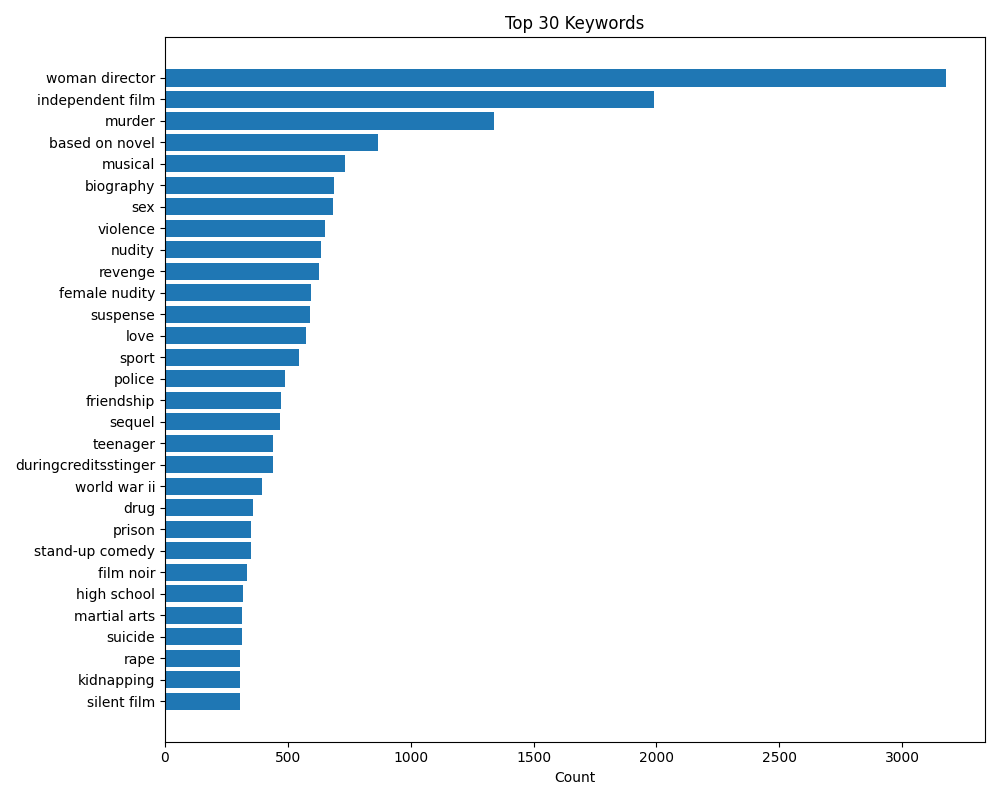 Top 30 Keywords
woman director
independent film
murder
based on novel
musical
biography
sex
violence
nudity
revenge
female nudity
suspense
love
sport
police
friendship
sequel
teenager
duringcreditsstinger
world war ii
drug
prison
stand-up comedy
film noir
high school
martial arts
suicide
rape
kidnapping
silent film
0 500 1000 1500 2000 2500 3000
Count